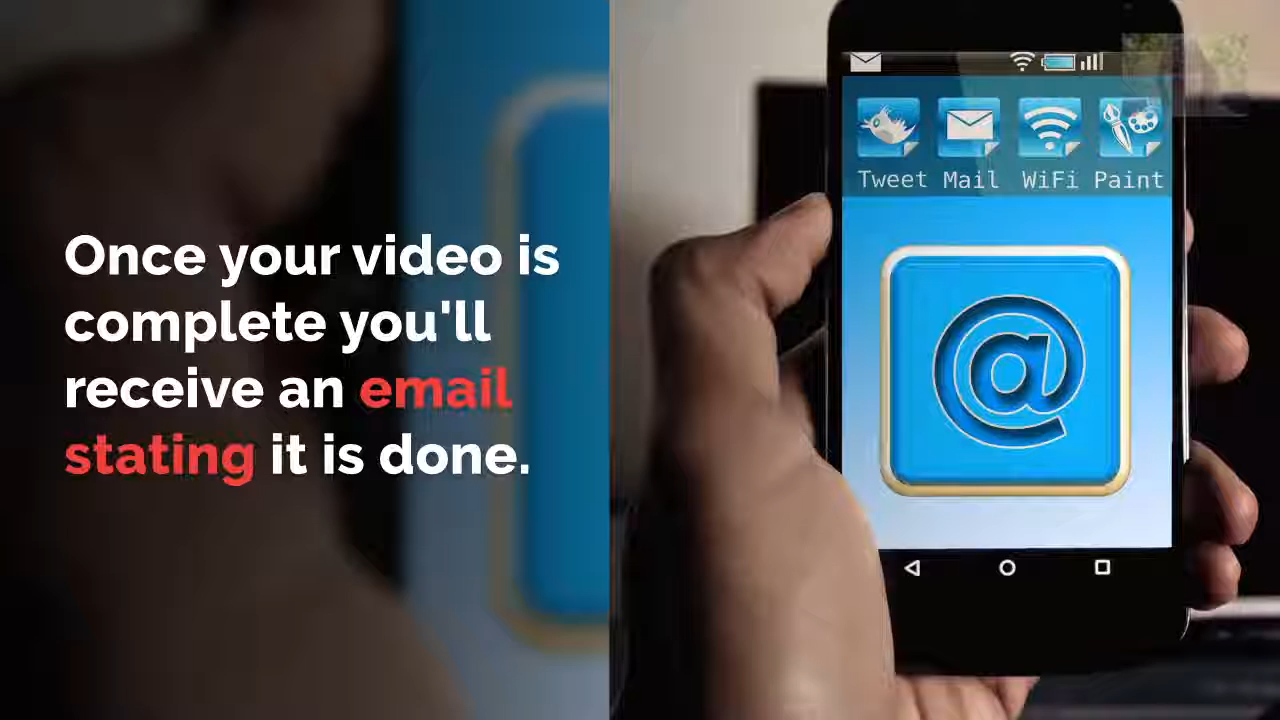 Once your video is
complete you'll
receive an email
stating it is done.
Tweet Mail WiFi Paint
@